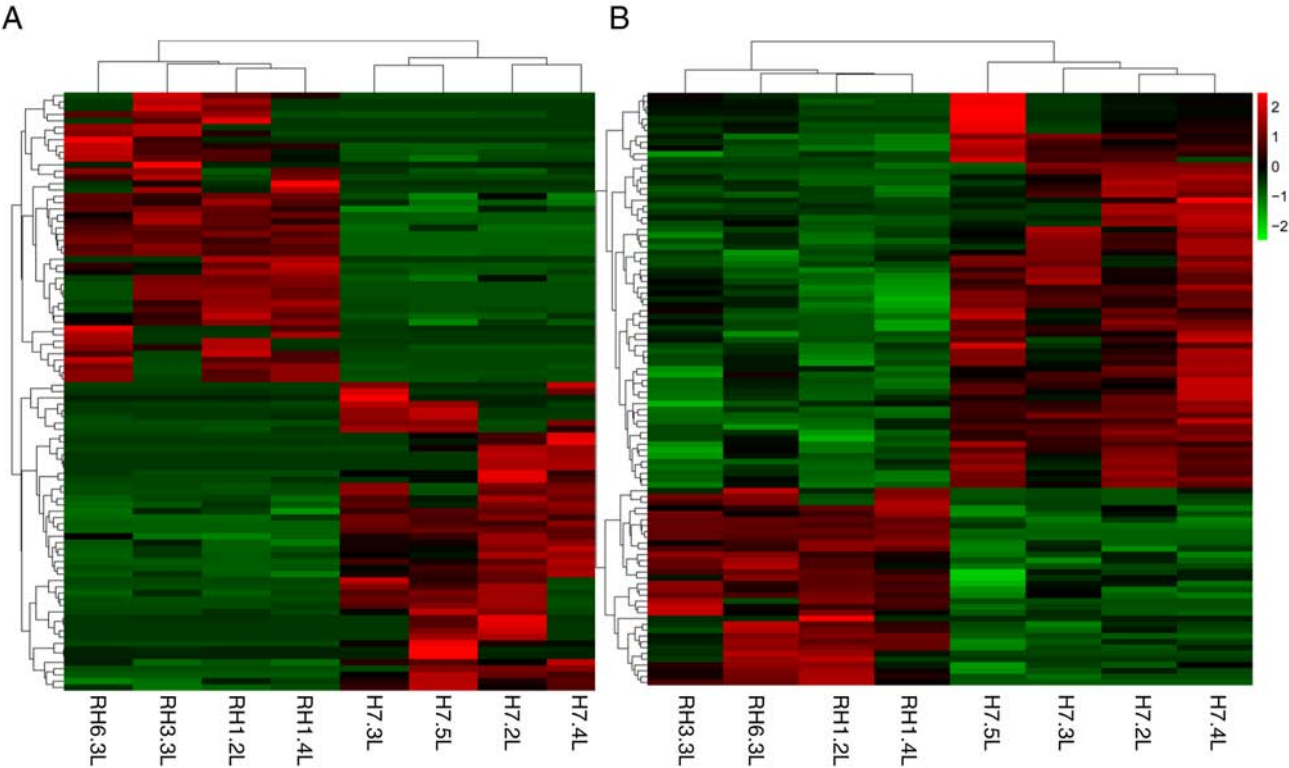 A
B
2
0
−1
−2
RH6.3L
RH3.3L
RH1.2L
RH1.4L
H7.3L
H7.5L
H7.2L
H7.4L
RH3.3L
RH6.3L
RH1.2L
RH1.4L
H7.5L
H7.3L
H7.2L
H7.4L